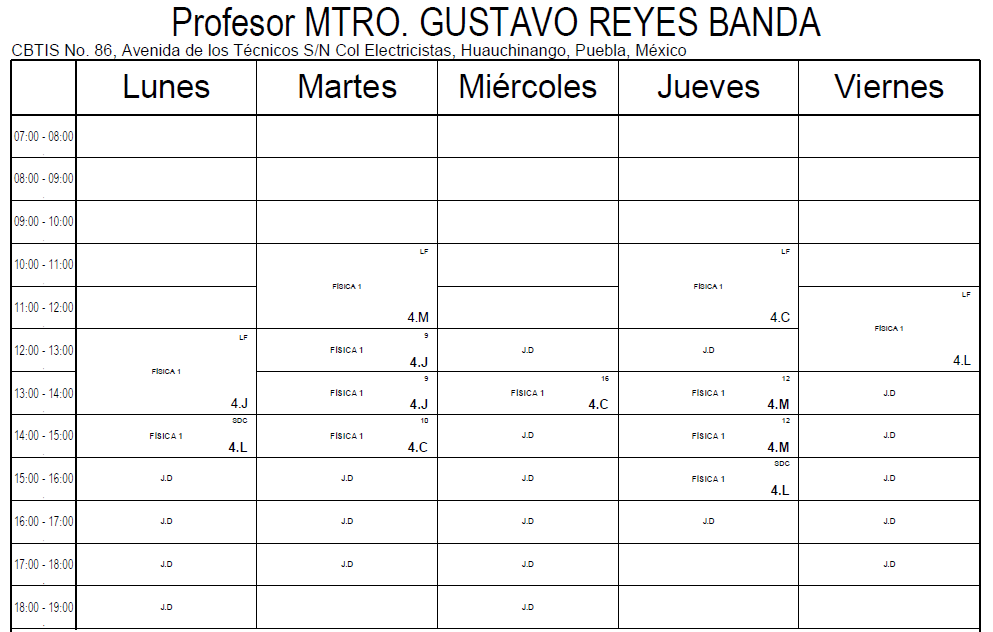 Profesor MTRO. GUSTAVO REYES BANDA
CBTIS No. 86, Avenida de los Técnicos S/N Col Electricistas, Huauchinango, Puebla, México
Lunes Martes Miércoles Jueves Viernes
07:00 - 08:00
08:00 - 09:00
09:00 - 10:00
10:00 - 11:00 LF LF
FÍSICA 1 FÍSICA 1
11:00 - 12:00 4.M 4.C LF
FÍSICA 1
12:00 - 13:00 LF FÍSICA 1 9 4.J J.D J.D 4.L
FÍSICA 1
13:00 - 14:00 4.J FÍSICA 1 9 4.J FÍSICA 1 16 4.C FÍSICA 1 12 4.M J.D
14:00 - 15:00 FÍSICA 1 SDC 4.L FÍSICA 1 10 4.C J.D FÍSICA 1 12 4.M J.D
15:00 - 16:00 J.D J.D J.D FÍSICA 1 SDC 4.L J.D
16:00 - 17:00 J.D J.D J.D J.D J.D
17:00 - 18:00 J.D J.D J.D J.D
18:00 - 19:00 J.D J.D